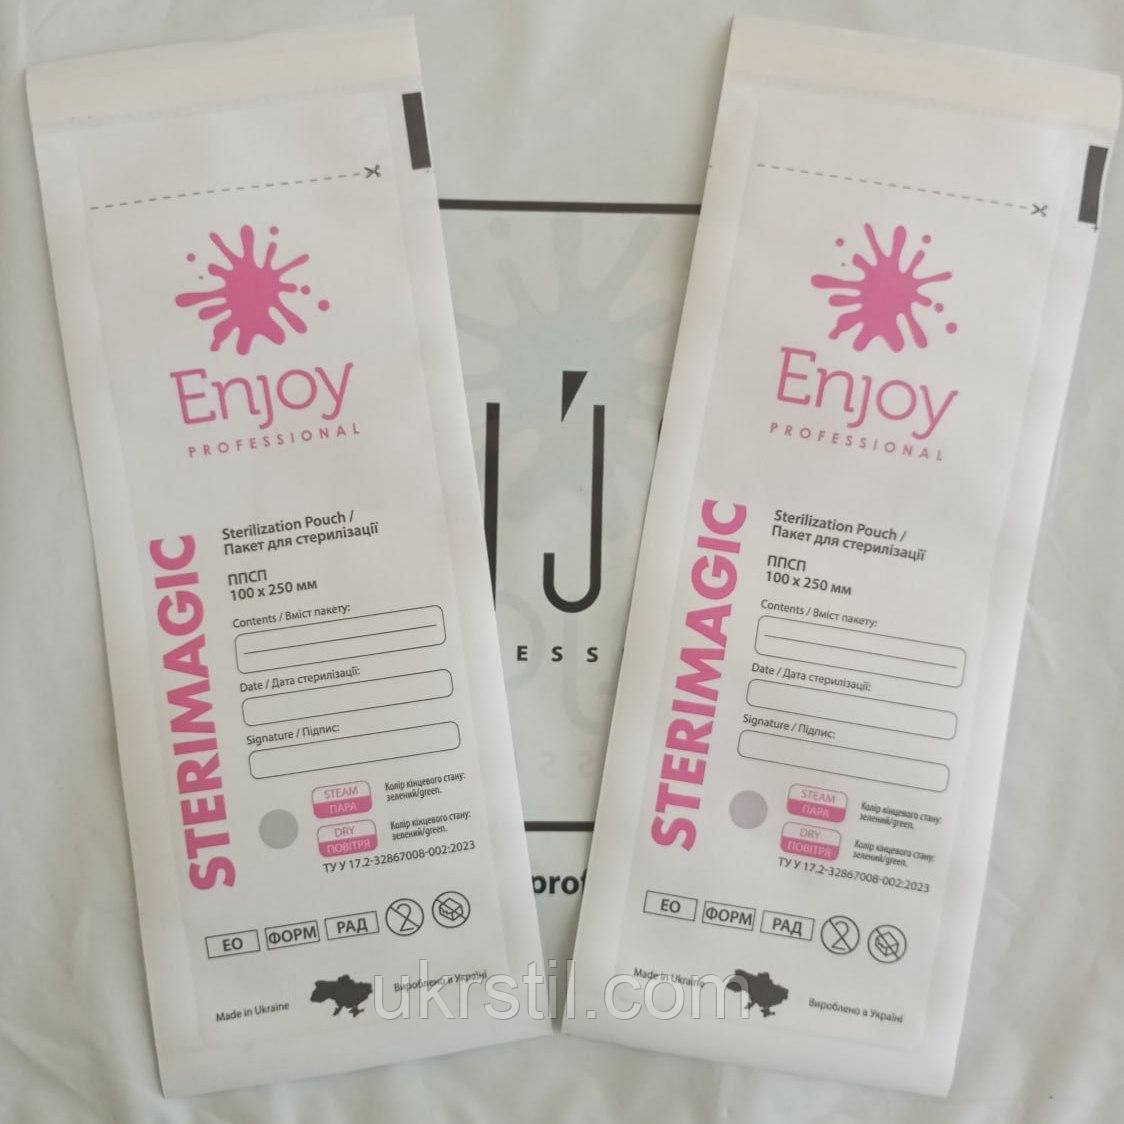 Enjoy
PROFESSIONAL
STERIMAGIC
Sterilization Pouch /
Пакет для стерилізації
ППСП
100 x 250 мм
Contents / Вміст пакету:
Date / Дата стерилізації:
Signature / Підпис:
STEAM
ПАРА
Колір кінцевого стану:
зелений/green.
DRY
ПОВІТРЯ
Колір кінцевого стану:
зелений/green.
ТУ У 17.2-32867008-002:2023
ЕО ФОРМ РАД 2
Made in Ukraine
Вироблено в Україні
Enjoy
PROFESSIONAL
STERIMAGIC
Sterilization Pouch /
Пакет для стерилізації
ППСП
100 x 250 мм
Contents / Вміст пакету:
Date / Дата стерилізації:
Signature / Підпис:
STEAM
ПАРА
Колір кінцевого стану:
зелений/green.
DRY
ПОВІТРЯ
Колір кінцевого стану:
зелений/green.
ТУ У 17.2-32867008-002:2023
ЕО ФОРМ РАД 2
Made in Ukraine
Вироблено в Україні
E S S
prof
ukrstil.com